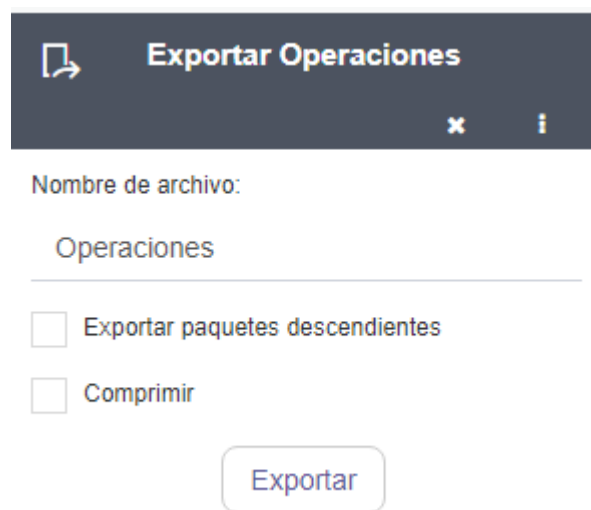 Exportar Operaciones
Nombre de archivo:
Operaciones
Exportar paquetes descendientes
Comprimir
Exportar